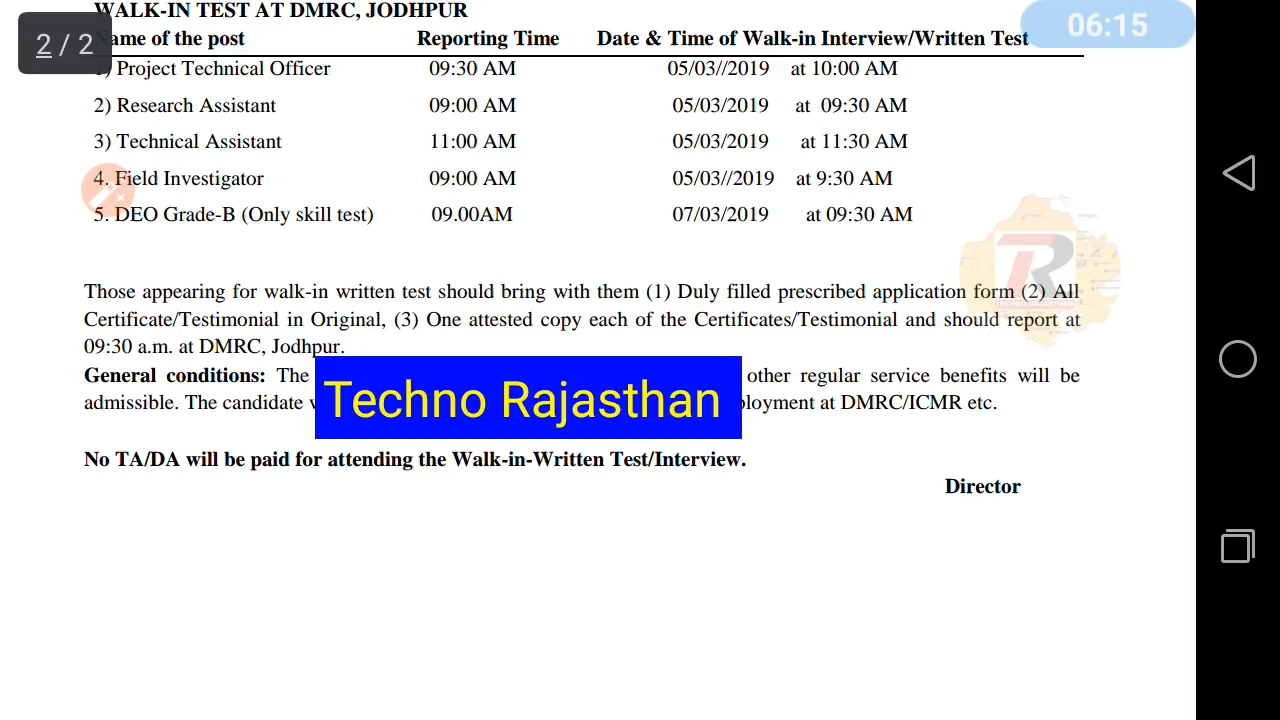 WALK-IN TEST AT DMRC, JODHPUR
06:15
2 / 2
Name of the post Reporting Time Date & Time of Walk-in Interview/Written Test
1) Project Technical Officer 09:30 AM 05/03//2019 at 10:00 AM
2) Research Assistant 09:00 AM 05/03/2019 at 09:30 AM
3) Technical Assistant 11:00 AM 05/03/2019 at 11:30 AM
4. Field Investigator 09:00 AM 05/03//2019 at 9:30 AM
5. DEO Grade-B (Only skill test) 09.00AM 07/03/2019 at 09:30 AM
TR
Those appearing for walk-in written test should bring with them (1) Duly filled prescribed application form (2) All
Certificate/Testimonial in Original, (3) One attested copy each of the Certificates/Testimonial and should report at
09:30 a.m. at DMRC, Jodhpur.
General conditions: The other regular service benefits will be
admissible. The candidate at DMRC/ICMR etc.
Techno Rajasthan
No TA/DA will be paid for attending the Walk-in-Written Test/Interview.
Director